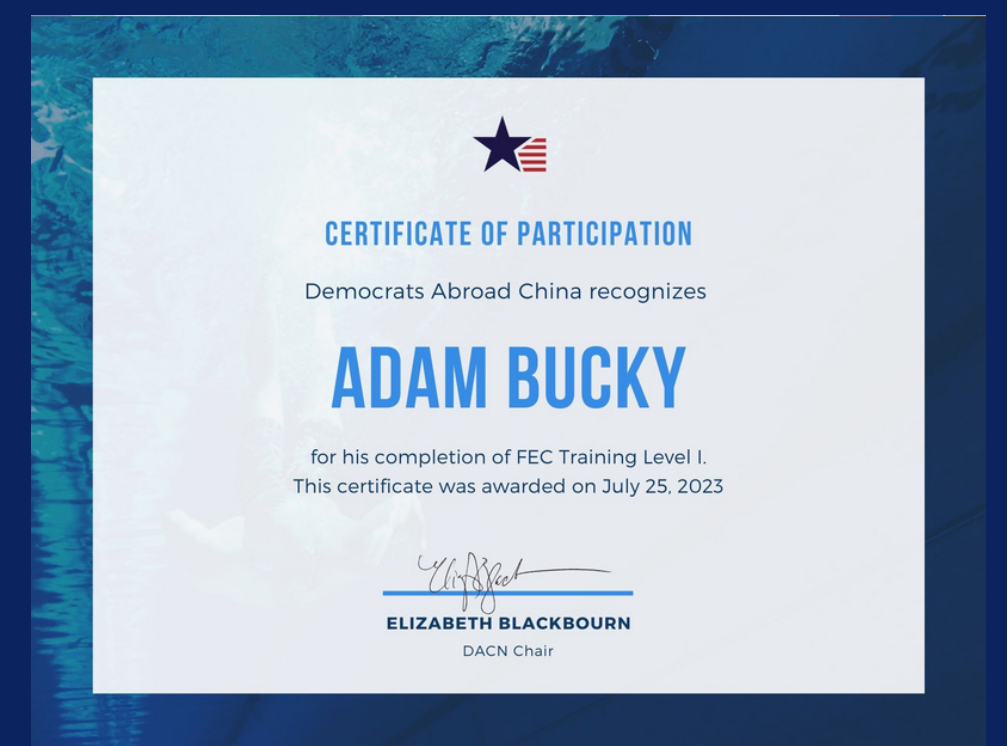 CERTIFICATE OF PARTICIPATION
Democrats Abroad China recognizes
ADAM BUCKY
for his completion of FEC Training Level I.
This certificate was awarded on July 25, 2023
ELIZABETH BLACKBOURN
DACN Chair